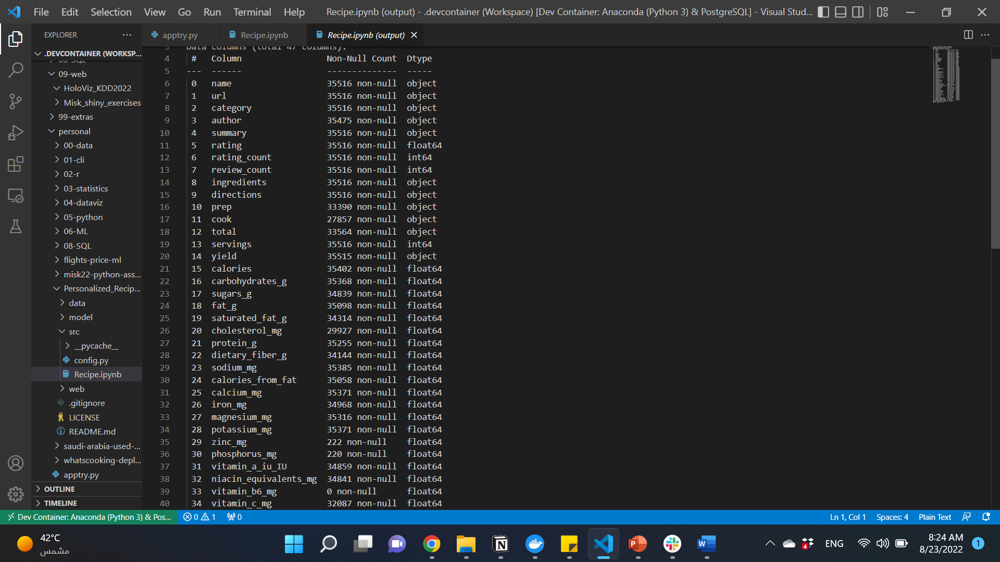 File Edit Selection View Go Run Terminal Help Recipe.ipynb (output) - .devcontainer (Workspace) [Dev Container: Anaconda (Python 3) & PostgreSQL] - Visual Stud...
EXPLORER ... apptry.py Recipe.ipynb Recipe.ipynb (output)
.DEVCONTAINER (WORKSP...
08-SQL
09-web
HoloViz_KDD2022
Misk_shiny_exercises
99-extras
personal
00-data
01-cli
02-r
03-statistics
04-dataviz
05-python
06-ML
08-SQL
flights-price-ml
misk22-python-ass...
Personalized_Recip...
data
model
src
__pycache__
config.py
Recipe.ipynb
web
.gitignore
LICENSE
README.md
saudi-arabia-used-...
whatscooking-depl...
apptry.py
OUTLINE
TIMELINE
3 Data columns (total 47 columns):
4 # Column Non-Null Count Dtype
5 --- ------ -------------- -----
6 0 name 35516 non-null object
7 1 url 35516 non-null object
8 2 category 35516 non-null object
9 3 author 35475 non-null object
10 4 summary 35516 non-null object
11 5 rating 35516 non-null float64
12 6 rating_count 35516 non-null int64
13 7 review_count 35516 non-null int64
14 8 ingredients 35516 non-null object
15 9 directions 35516 non-null object
16 10 prep 33390 non-null object
17 11 cook 27857 non-null object
18 12 total 33564 non-null object
19 13 servings 35516 non-null int64
20 14 yield 35515 non-null object
21 15 calories 35402 non-null float64
22 16 carbohydrates_g 35368 non-null float64
23 17 sugars_g 34839 non-null float64
24 18 fat_g 35098 non-null float64
25 19 saturated_fat_g 34314 non-null float64
26 20 cholesterol_mg 29927 non-null float64
27 21 protein_g 35255 non-null float64
28 22 dietary_fiber_g 34144 non-null float64
29 23 sodium_mg 35385 non-null float64
30 24 calories_from_fat 35058 non-null float64
31 25 calcium_mg 35371 non-null float64
32 26 iron_mg 34968 non-null float64
33 27 magnesium_mg 35316 non-null float64
34 28 potassium_mg 35371 non-null float64
35 29 zinc_mg 222 non-null float64
36 30 phosphorus_mg 220 non-null float64
37 31 vitamin_a_iu_IU 34859 non-null float64
38 32 niacin_equivalents_mg 34841 non-null float64
39 33 vitamin_b6_mg 0 non-null float64
40 34 vitamin_c_mg 32087 non-null float64
Dev Container: Anaconda (Python 3) & Pos... 0 1 0 Ln 1, Col 1 Spaces: 4 Plain Text
42°C
مشمس
N P W 4 ENG 8:24 AM
8/23/2022 1